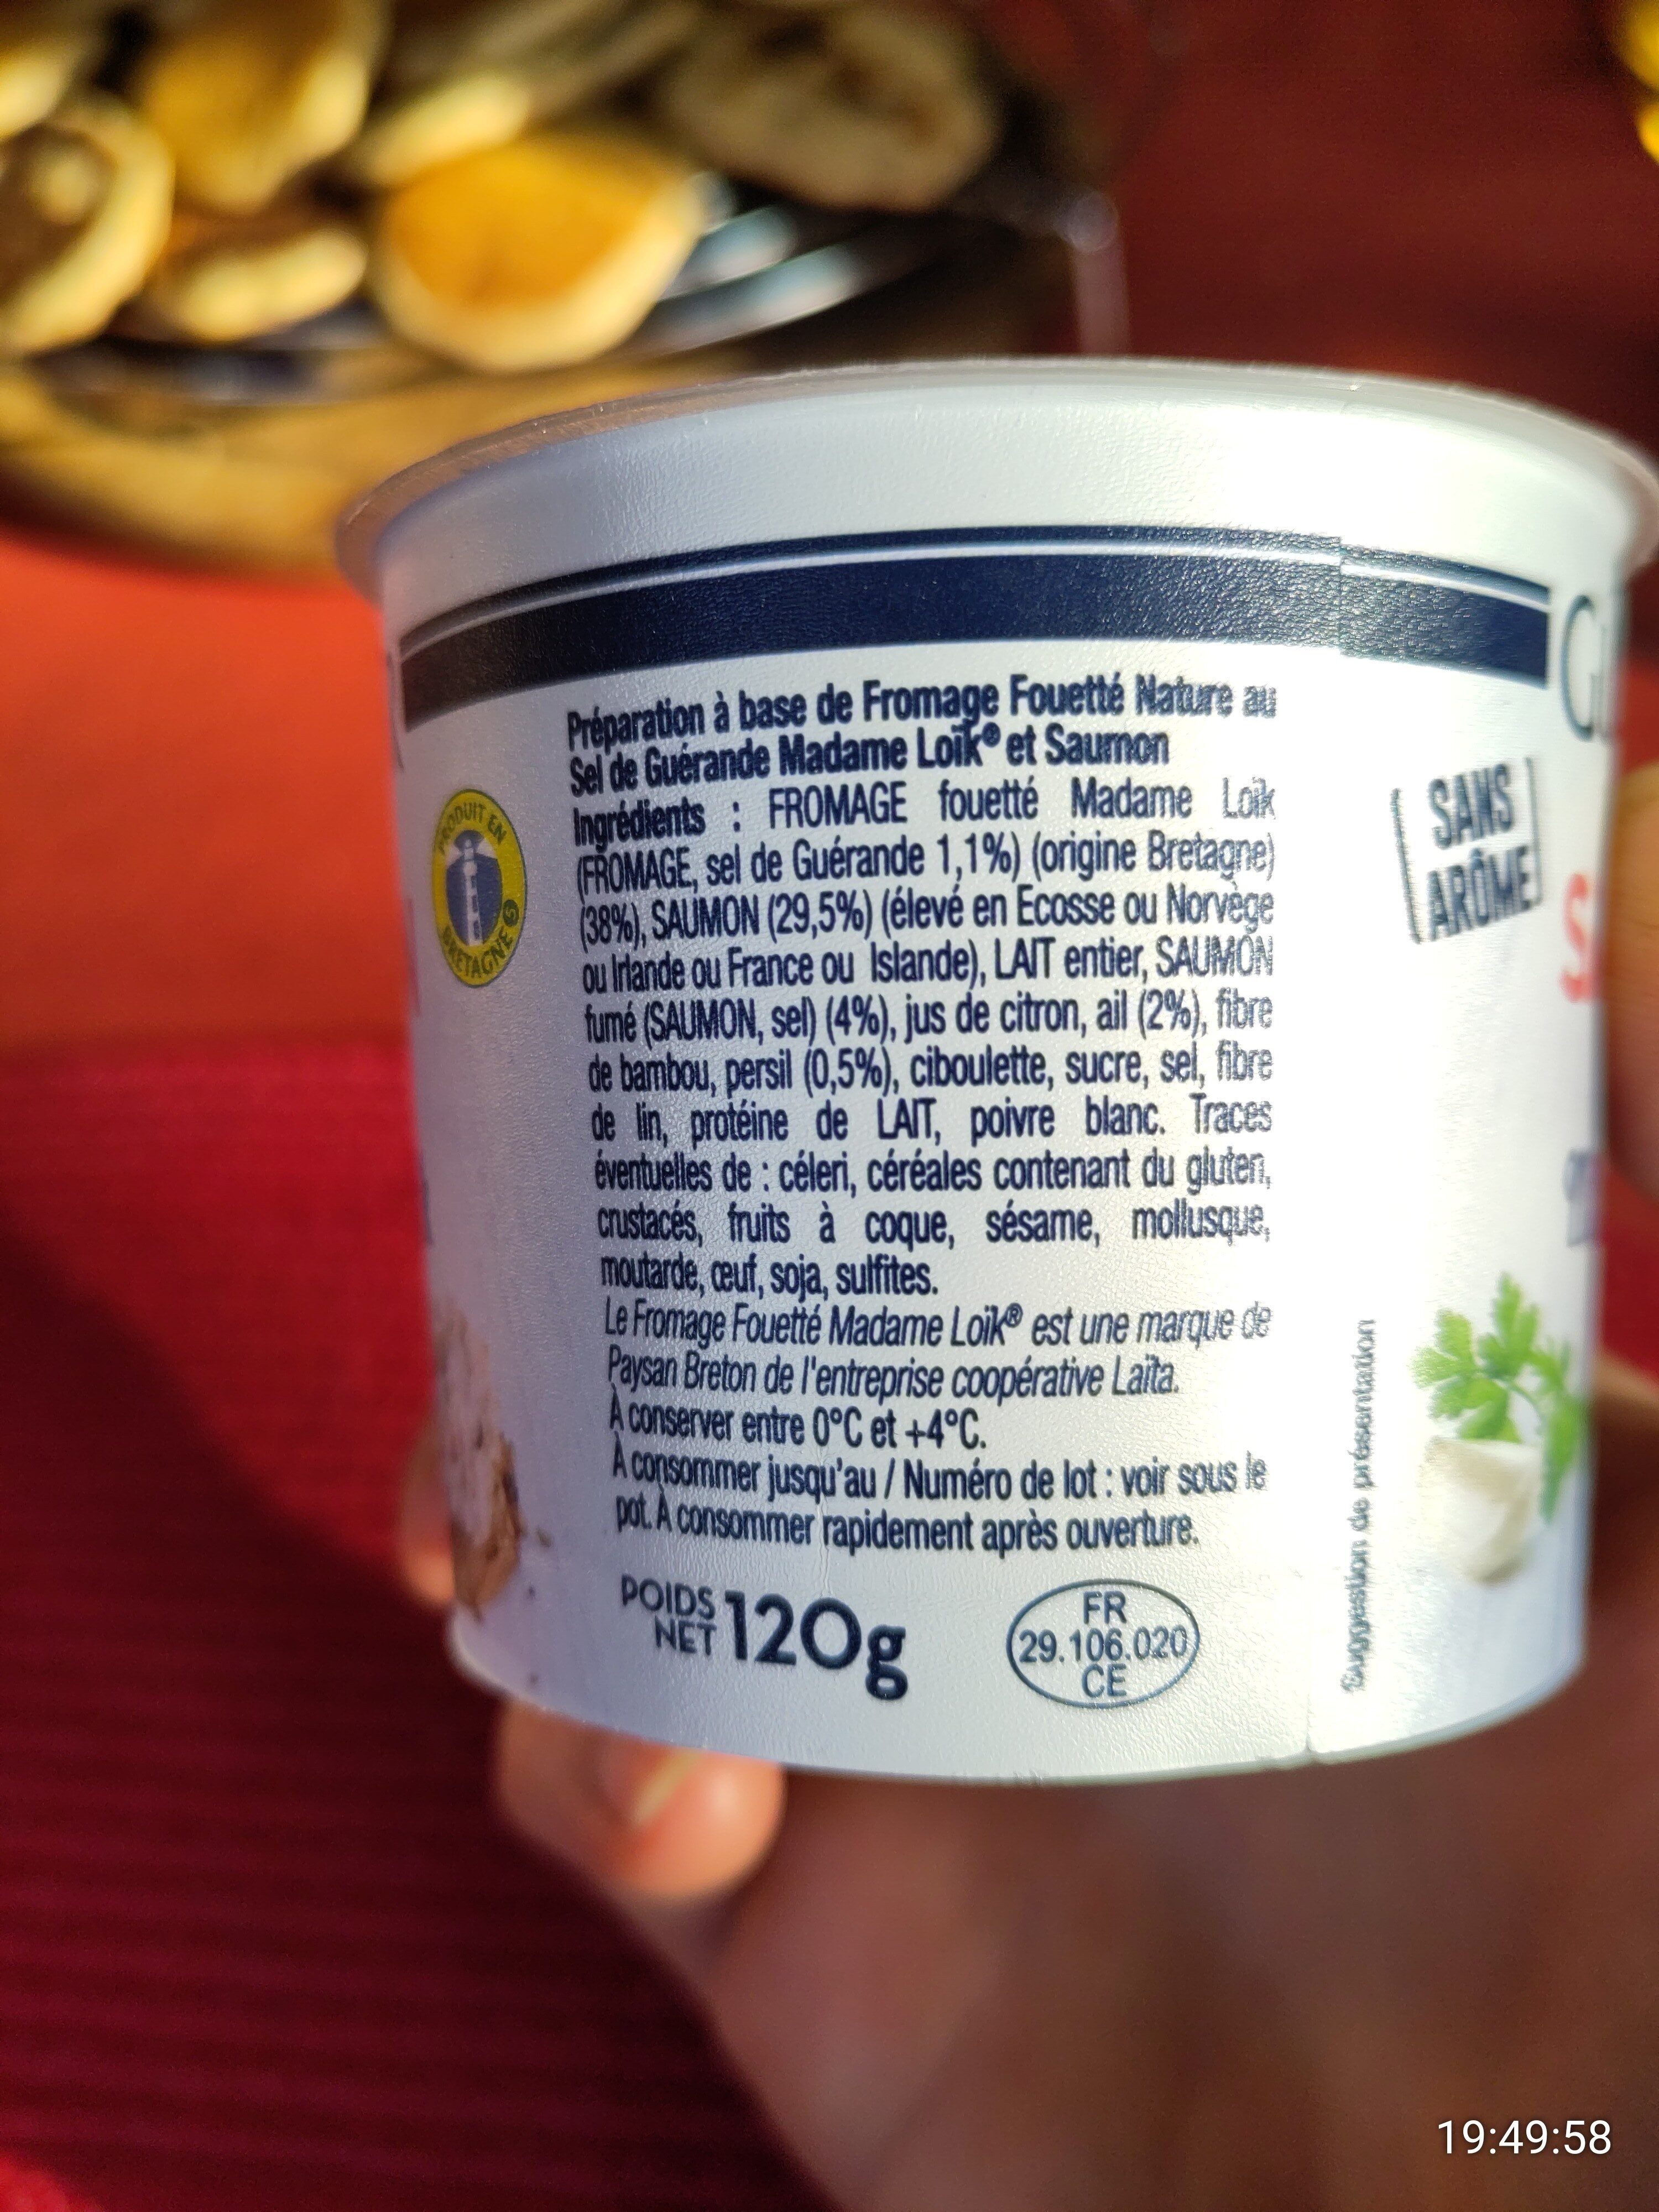 Préparation à base de Fromage Fouetté Nature au
Sel de Guérande Madame Loïk® et Saumon
Ingrédients : FROMAGE fouetté Madame Loïk
(FROMAGE, sel de Guérande 1,1%) (origine Bretagne)
(38%), SAUMON (29,5%) (élevé en Ecosse ou Norvège
ou Irlande ou France ou Islande), LAIT entier, SAUMON
fumé (SAUMON, sel) (4%), jus de citron, ail (2%), fibre
de bambou, persil (0,5%), ciboulette, sucre, sel, fibre
de lin, protéine de LAIT, poivre blanc. Traces
éventuelles de : céleri, céréales contenant du gluten,
crustacés, fruits à coque, sésame, mollusque,
moutarde, œuf, soja, sulfites.
Le Fromage Fouetté Madame Loïk® est une marque de
Paysan Breton de l'entreprise coopérative Laïta.
À conserver entre 0°C et +4°C.
À consommer jusqu'au / Numéro de lot : voir sous le
pot. À consommer rapidement après ouverture.
POIDS
NET 120g
FR
29.106.020
CE
PRODUIT EN
BRETAGNE
SANS
ARÔME
Suggestion de présentation
19:49:58